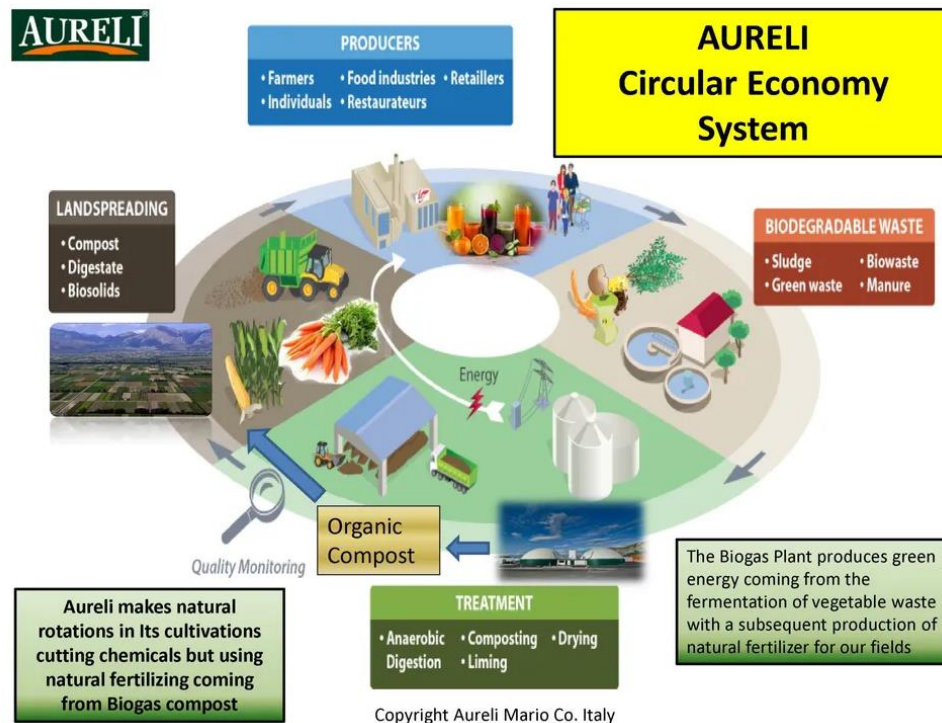 AURELI
PRODUCERS
• Farmers • Food industries • Retaillers
• Individuals • Restaurateurs
AURELI
Circular Economy
System
LANDSPREADING
• Compost
• Digestate
• Biosolids
BIODEGRADABLE WASTE
• Sludge • Biowaste
• Green waste • Manure
Energy
Organic
Compost
Quality Monitoring
TREATMENT
• Anaerobic • Composting • Drying
Digestion • Liming
Aureli makes natural
rotations in Its cultivations
cutting chemicals but using
natural fertilizing coming
from Biogas compost
The Biogas Plant produces green
energy coming from the
fermentation of vegetable waste
with a subsequent production of
natural fertilizer for our fields
Copyright Aureli Mario Co. Italy